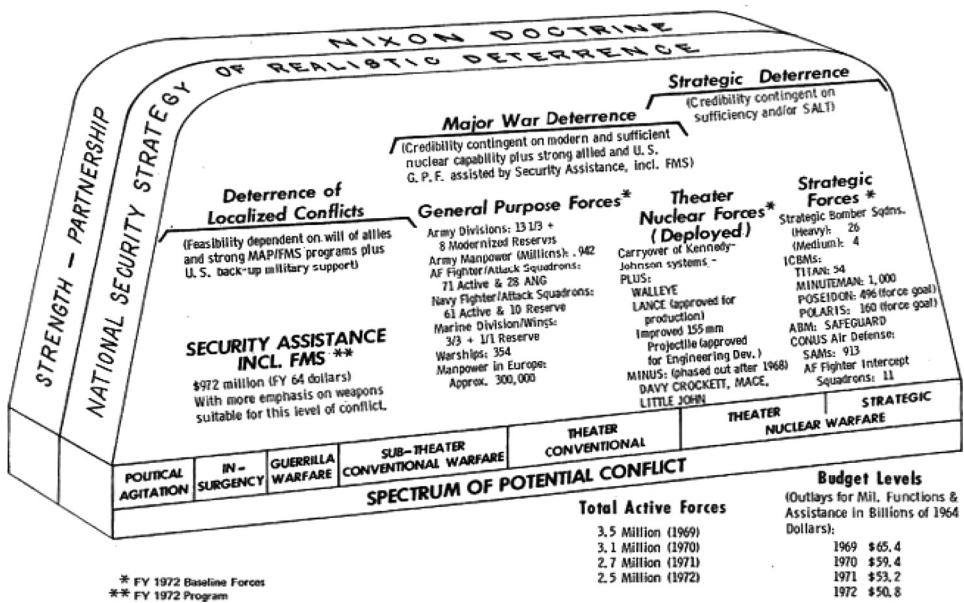 NIXON DOCTRINE
STRENGTH - PARTNERSHIP
NATIONAL SECURITY STRATEGY OF REALISTIC DETERRENCE
Strategic Deterrence
(Credibility contingent on
sufficiency and/or SALT)
Major War Deterrence
(Credibility contingent on modern and sufficient
nuclear capability plus strong allied and U. S.
G. P. F. assisted by Security Assistance, incl. FMS)
Deterrence of
Localized Conflicts
(Feasibility dependent on will of allies
and strong MAP/FMS programs plus
U. S. back-up military support)
SECURITY ASSISTANCE
INCL. FMS **
$972 million (FY 64 dollars)
With more emphasis on weapons
suitable for this level of conflict.
General Purpose Forces*
Army Divisions: 13 1/3 +
8 Modernized Reserves
Army Manpower (Millions): .942
AF Fighter/Attack Squadrons:
71 Active & 28 ANG
Navy Fighter/Attack Squadrons:
61 Active & 10 Reserve
Marine Division/Wings:
3/3 + 1/1 Reserve
Warships: 354
Manpower in Europe:
Approx. 300,000
Theater
Nuclear Forces*
(Deployed)
Carryover of Kennedy-
Johnson systems -
PLUS:
WALLEYE
LANCE (approved for
production)
Improved 155 mm
Projectile (approved
for Engineering Dev.)
MINUS: (phased out after 1968)
DAVY CROCKETT, MACE,
LITTLE JOHN
Strategic
Forces *
Strategic Bomber Sqdns.
(Heavy): 26
(Medium): 4
ICBMs:
TITAN: 54
MINUTEMAN: 1,000
POSEIDON: 496 (force goal)
POLARIS: 160 (force goal)
ABM: SAFEGUARD
CONUS Air Defense:
SAMs: 913
AF Fighter Intercept
Squadrons: 11
POLITICAL
AGITATION
IN-
SURGENCY
GUERRILLA
WARFARE
SUB-THEATER
CONVENTIONAL WARFARE
THEATER
CONVENTIONAL
THEATER
STRATEGIC
NUCLEAR WARFARE
SPECTRUM OF POTENTIAL CONFLICT
Total Active Forces
3.5 Million (1969)
3.1 Million (1970)
2.7 Million (1971)
2.5 Million (1972)
Budget Levels
(Outlays for Mil. Functions &
Assistance in Billions of 1964
Dollars):
1969 $65.4
1970 $59.4
1971 $53.2
1972 $50.8
* FY 1972 Baseline Forces
** FY 1972 Program